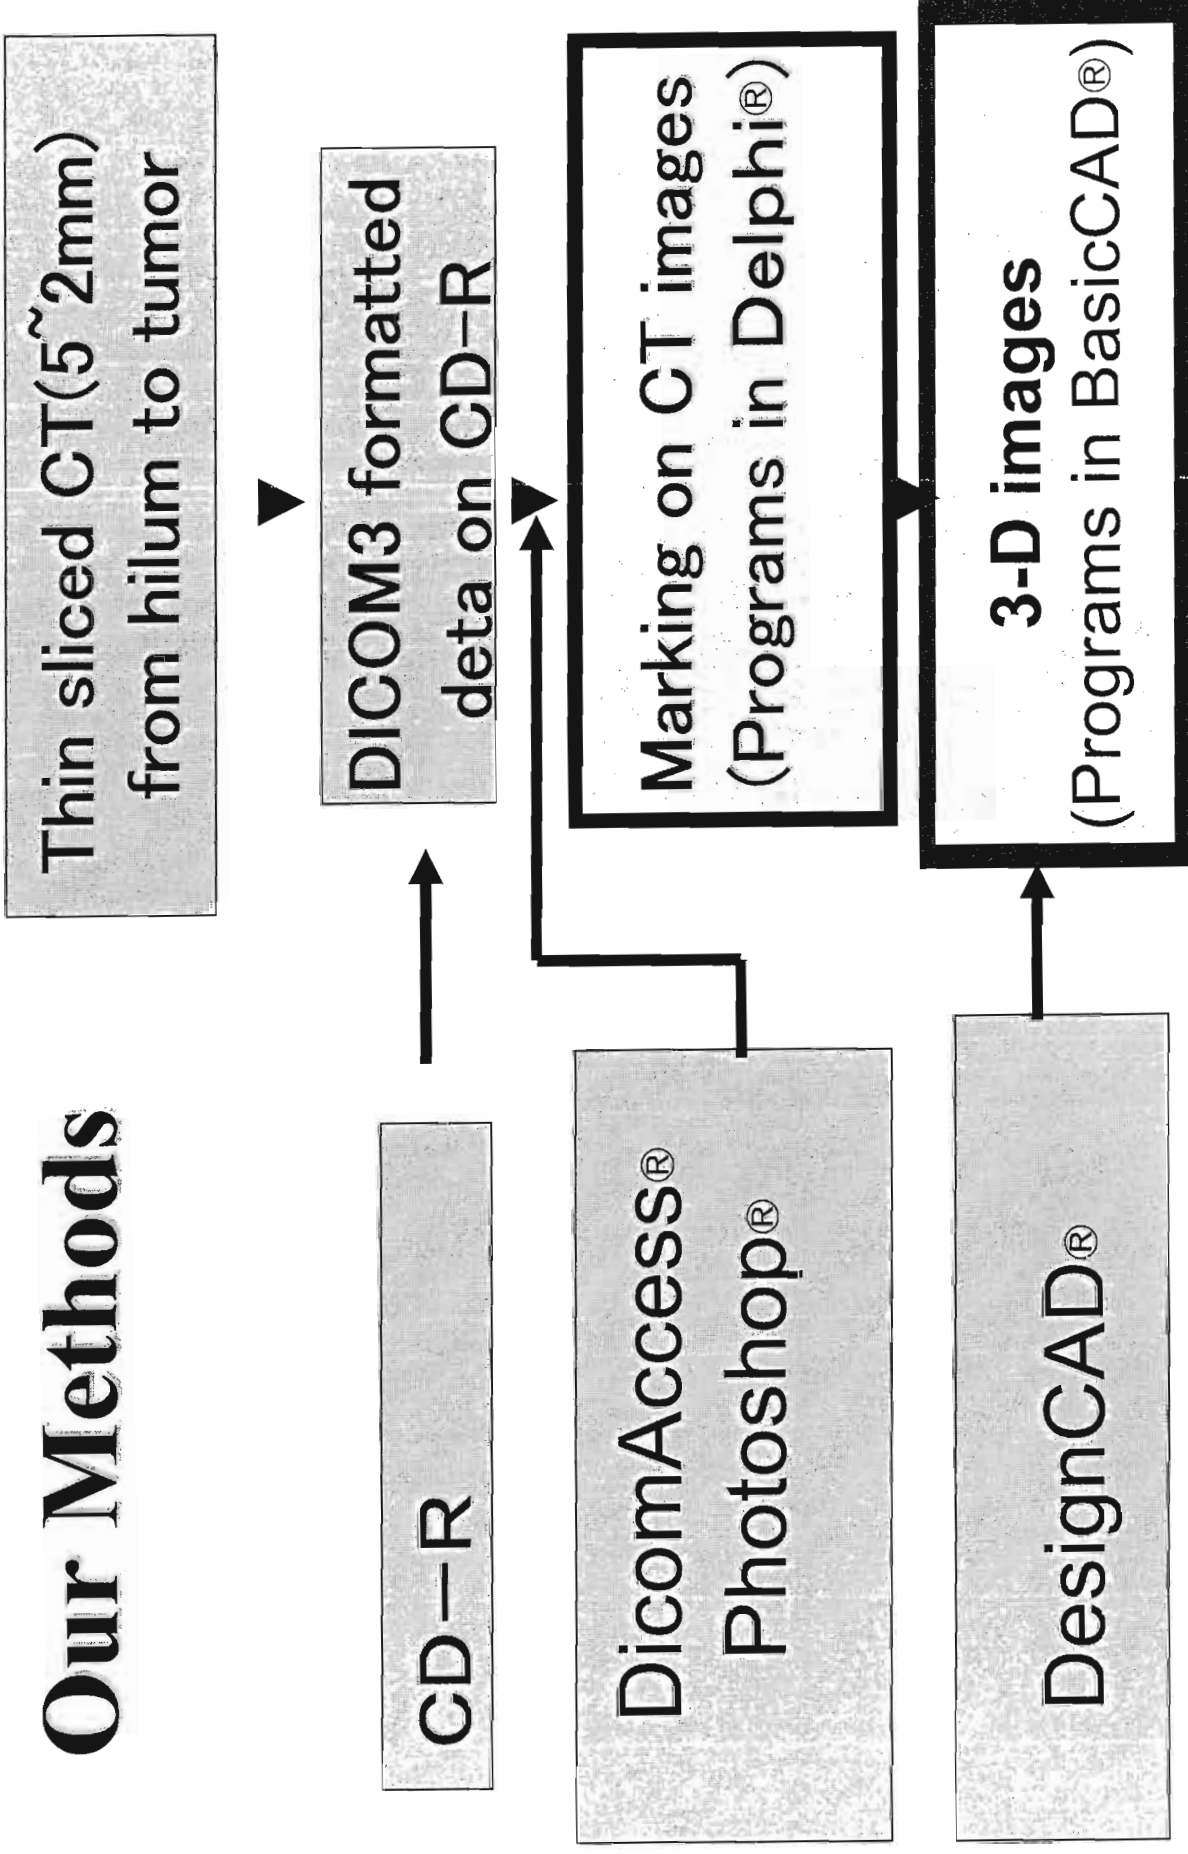 Our Methods
Thin sliced CT(5~2mm)
from hilum to tumor
CD-R
DICOM3 formatted
deta on CD-R
DicomAccess®
Photoshop®
Marking on CT images
(Programs in Delphi®)
DesignCAD®
3-D images
(Programs in BasicCAD®)